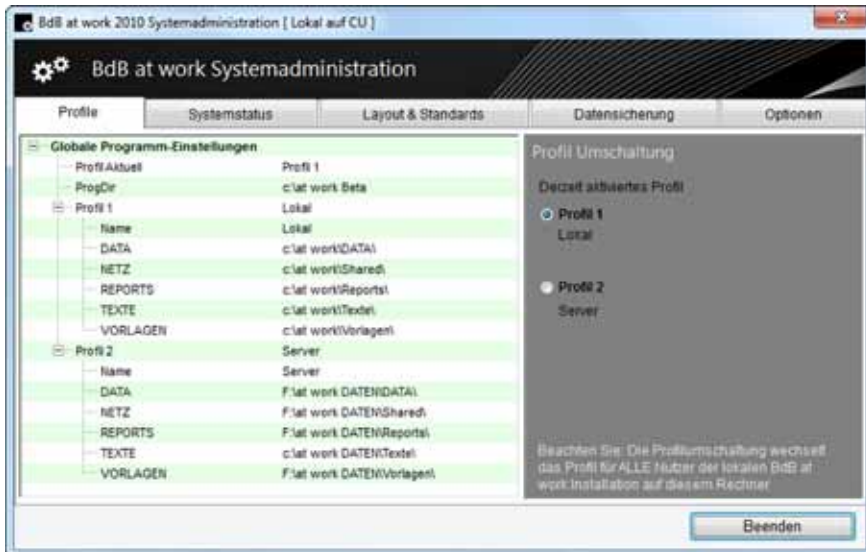 BdB at work 2010 Systemadministration [ Lokal auf CU ]
BdB at work Systemadministration
Profile Systemstatus Layout & Standards Datensicherung Optionen
Globale Programm-Einstellungen
Profil Aktuell Profil 1
ProgDir c:\at work Beta
Profil 1 Lokal
Name Lokal
DATA c:\at work\DATA\
NETZ c:\at work\Shared\
REPORTS c:\at work\Reports\
TEXTE c:\at work\Texte\
VORLAGEN c:\at work\Vorlagen\
Profil 2 Server
Name Server
DATA F:\at work DATEN\DATA\
NETZ F:\at work DATEN\Shared\
REPORTS F:\at work DATEN\Reports\
TEXTE c:\at work DATEN\Texte\
VORLAGEN F:\at work DATEN\Vorlagen\
Profil Umschaltung
Derzeit aktiviertes Profil
Profil 1
Lokal
Profil 2
Server
Beachten Sie: Die Profilumschaltung wechselt
das Profil für ALLE Nutzer der lokalen BdB at
work Installation auf diesem Rechner
Beenden